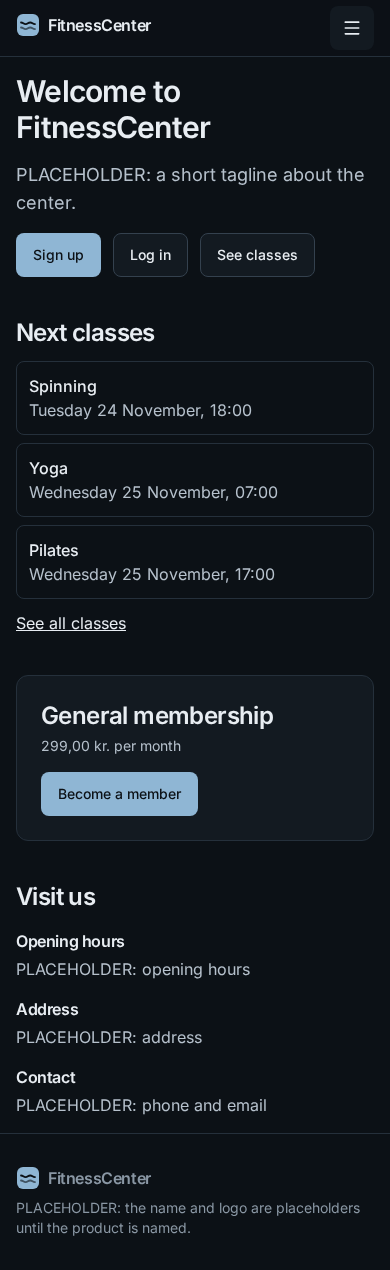 FitnessCenter
Welcome to
FitnessCenter
PLACEHOLDER: a short tagline about the
center.
Sign up
Log in
See classes
Next classes
Spinning
Tuesday 24 November, 18:00
Yoga
Wednesday 25 November, 07:00
Pilates
Wednesday 25 November, 17:00
See all classes
General membership
299,00 kr. per month
Become a member
Visit us
Opening hours
PLACEHOLDER: opening hours
Address
PLACEHOLDER: address
Contact
PLACEHOLDER: phone and email
FitnessCenter
PLACEHOLDER: the name and logo are placeholders
until the product is named.